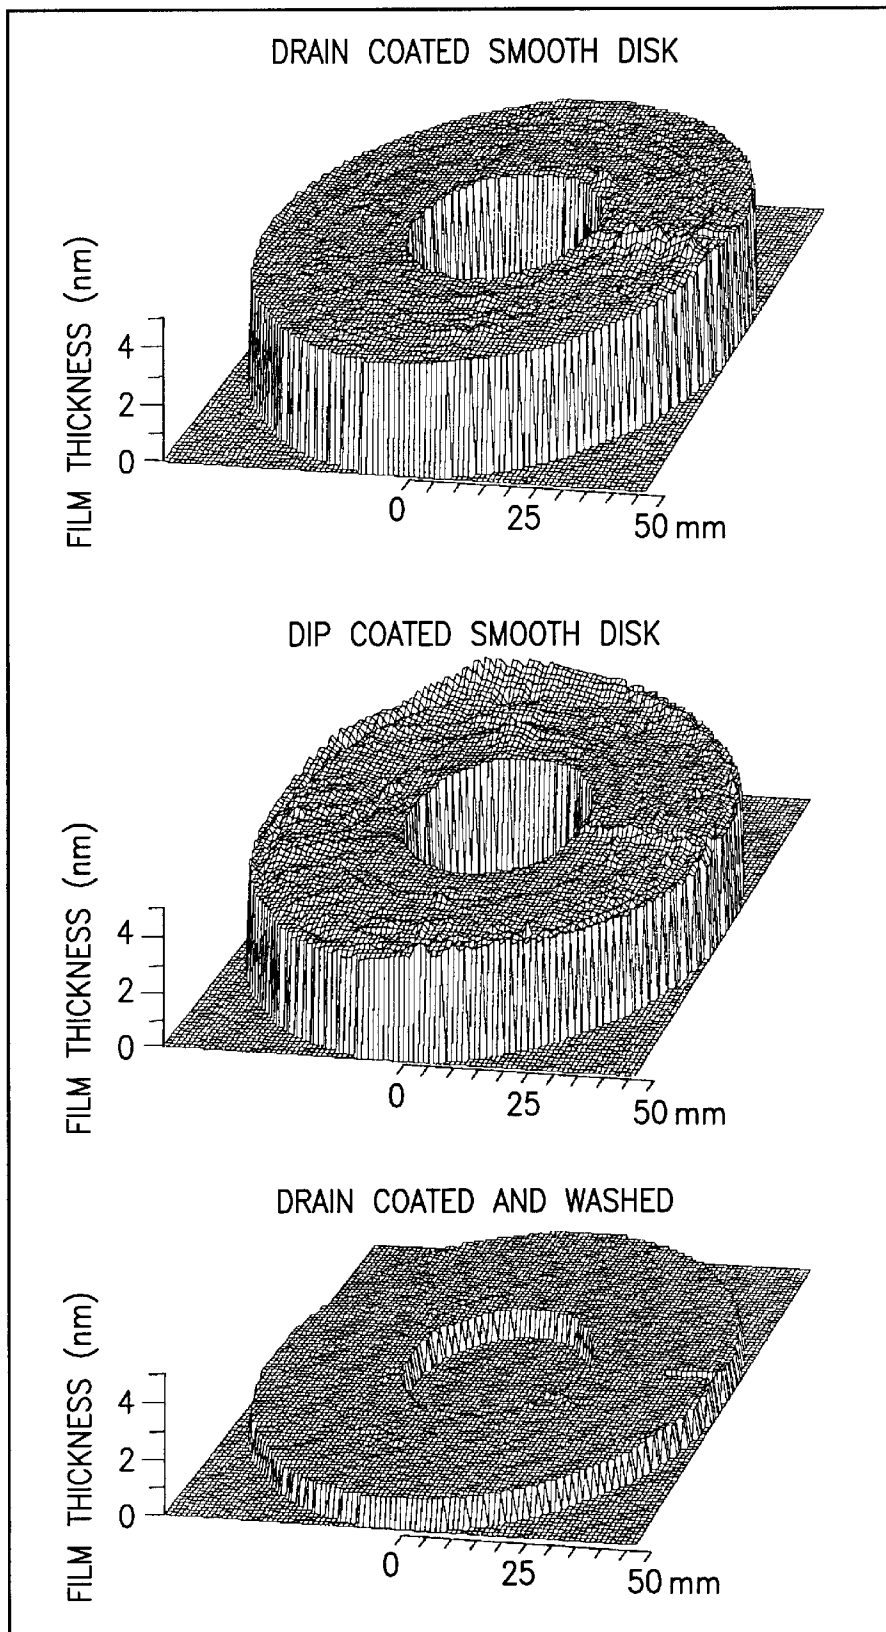 DRAIN COATED SMOOTH DISK
FILM THICKNESS (nm)
4
2
0
0
25
50 mm
DIP COATED SMOOTH DISK
FILM THICKNESS (nm)
4
2
0
0
25
50 mm
DRAIN COATED AND WASHED
FILM THICKNESS (nm)
4
2
0
0
25
50 mm